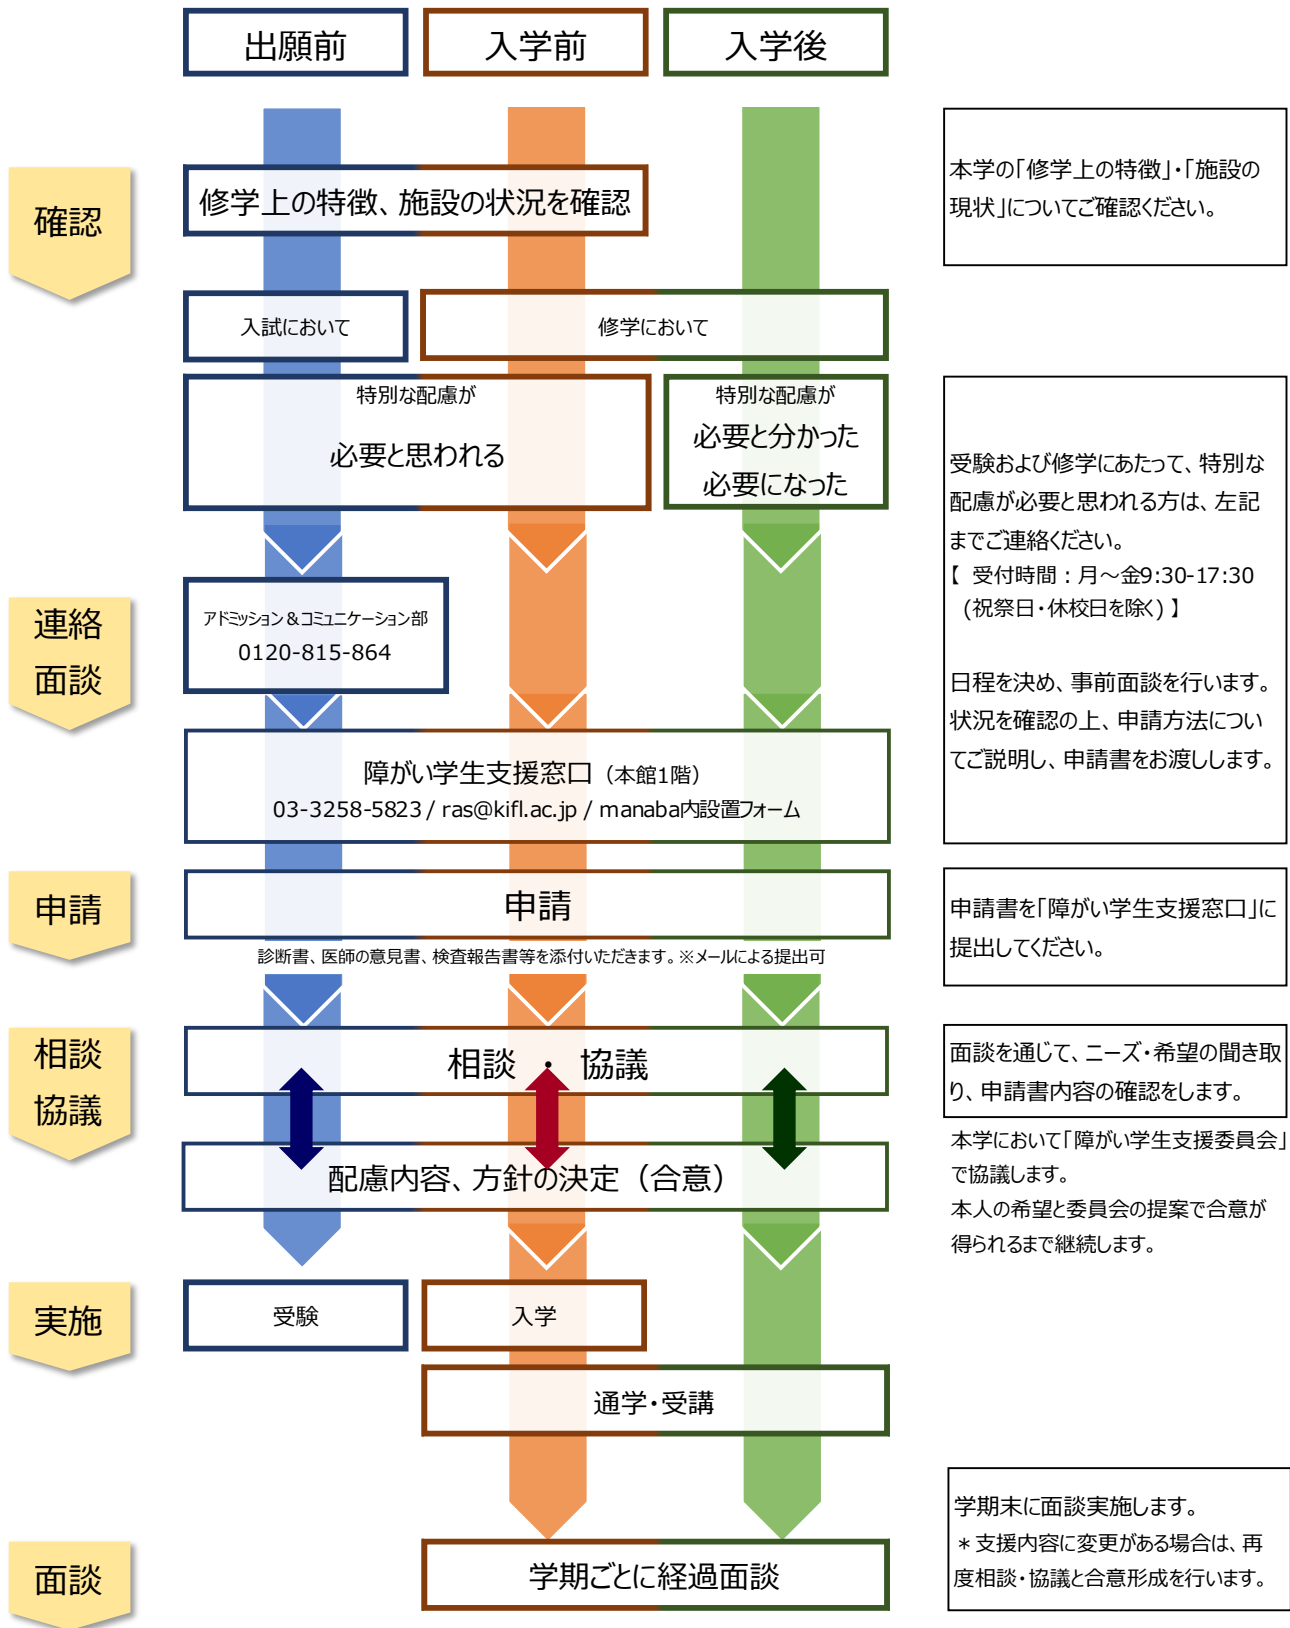 出願前
入学前
入学後
確認
修学上の特徴、施設の状況を確認
本学の「修学上の特徴」・「施設の
現状」についてご確認ください。
入試において
修学において
特別な配慮が
必要と思われる
特別な配慮が
必要と分かった
必要になった
受験および修学にあたって、特別な
配慮が必要と思われる方は、左記
までご連絡ください。
【 受付時間：月～金9:30-17:30
(祝祭日・休校日を除く)】
日程を決め、事前面談を行います。
状況を確認の上、申請方法につい
てご説明し、申請書をお渡しします。
連絡
面談
アドミッション＆コミュニケーション部
0120-815-864
障がい学生支援窓口（本館1階）
03-3258-5823 / ras@kifl.ac.jp / manaba内設置フォーム
申請
申請
診断書、医師の意見書、検査報告書等を添付いただきます。※メールによる提出可
申請書を「障がい学生支援窓口」に
提出してください。
相談
協議
相談 ・ 協議
配慮内容、方針の決定（合意）
面談を通じて、ニーズ・希望の聞き取
り、申請書内容の確認をします。
本学において「障がい学生支援委員会」
で協議します。
本人の希望と委員会の提案で合意が
得られるまで継続します。
実施
受験
入学
通学・受講
面談
学期ごとに経過面談
学期末に面談実施します。
＊支援内容に変更がある場合は、再
度相談・協議と合意形成を行います。